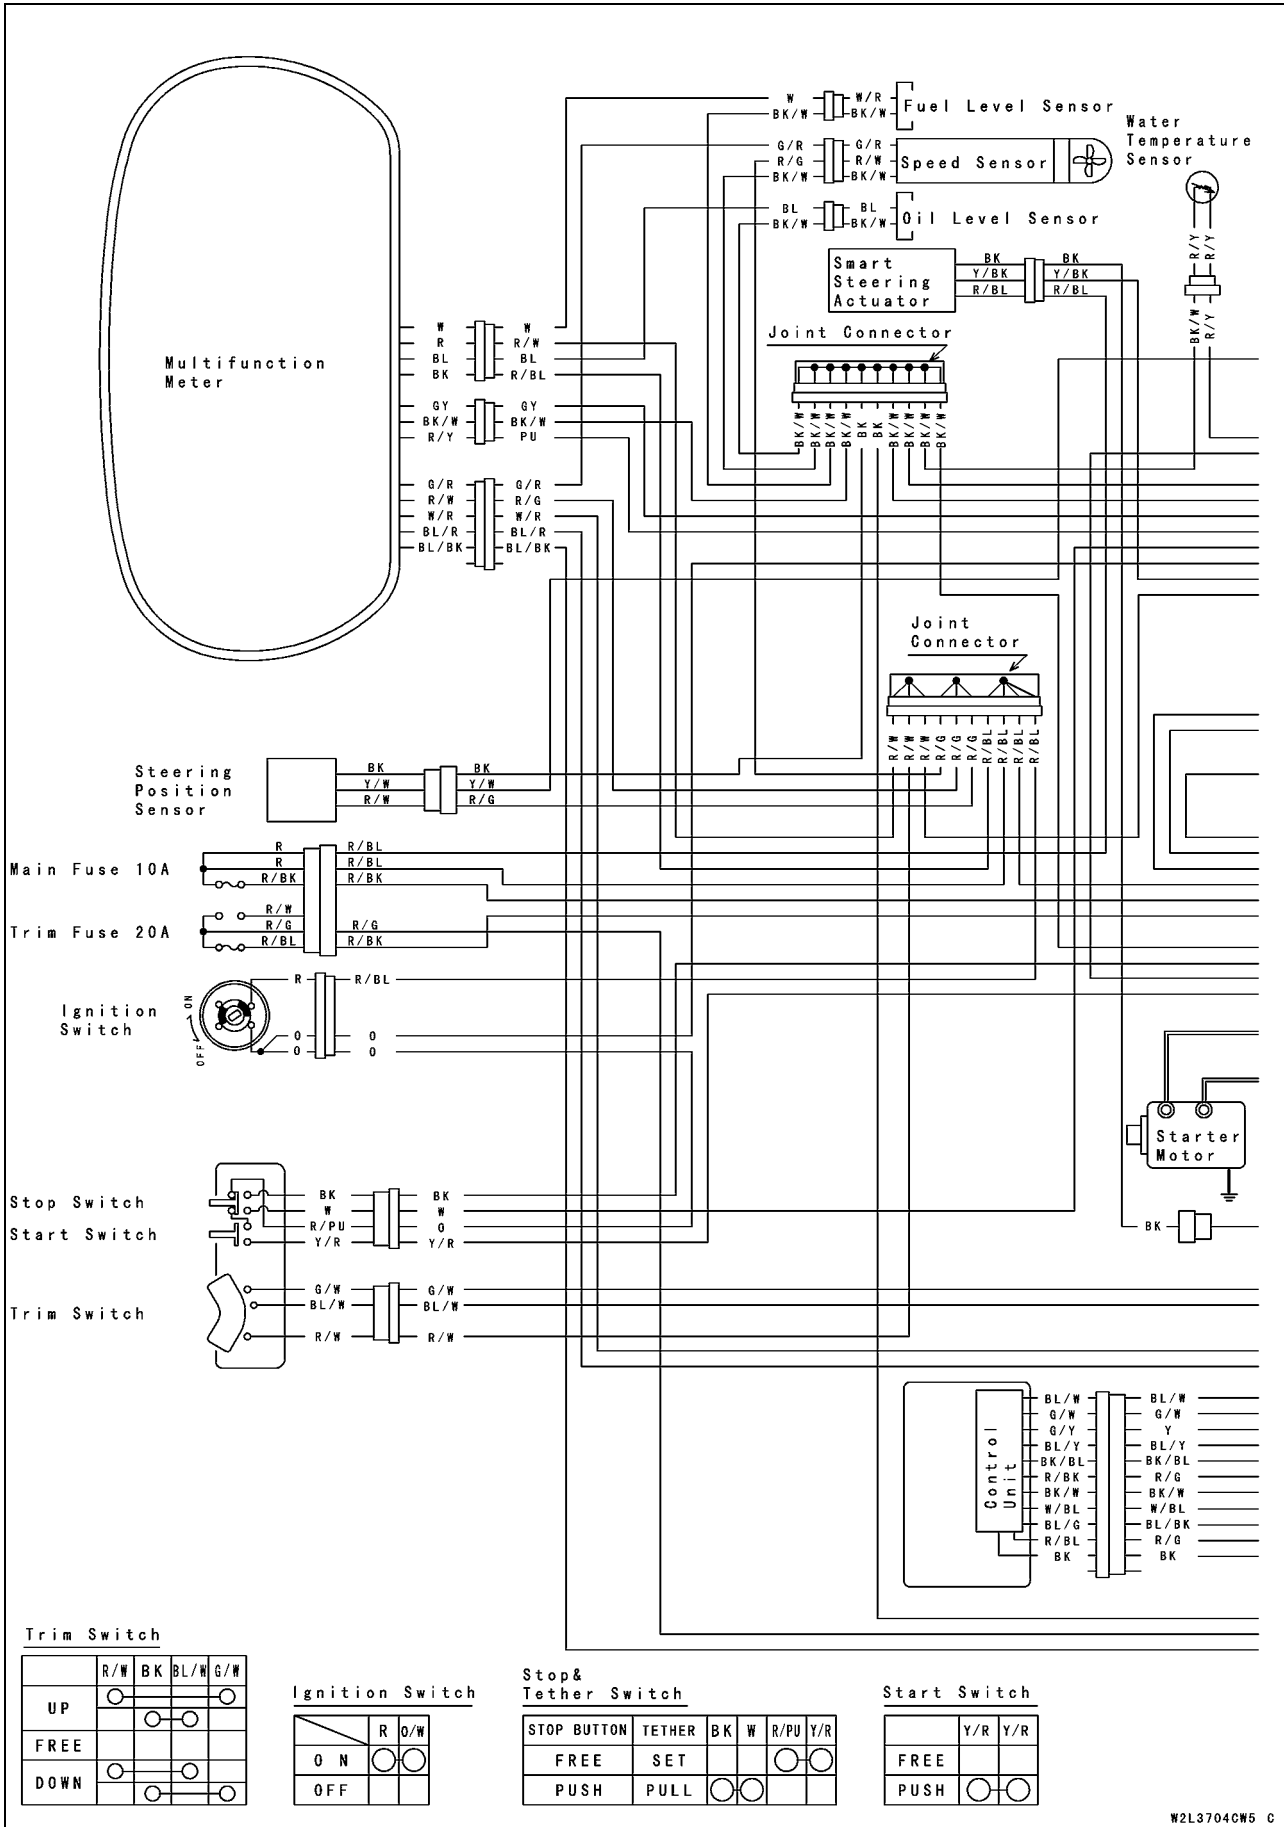 W W/R
BK/W BK/W
Fuel Level Sensor
G/R G/R
R/G R/W
BK/W BK/W
Speed Sensor
BL BL
BK/W BK/W
Oil Level Sensor
Water
Temperature
Sensor
R/Y R/Y
BK/W R/Y
Smart
Steering
Actuator
BK BK
Y/BK Y/BK
R/BL R/BL
Joint Connector
BK/W BK/W BK/W BK/W BK BK BK/W BK/W BK/W BK/W
Multifunction
Meter
W W
R R/W
BL BL
BK R/BL
GY GY
BK/W BK/W
R/Y PU
G/R G/R
R/W R/G
W/R W/R
BL/R BL/R
BL/BK BL/BK
Joint
Connector
R/W R/W R/W R/G R/G R/G R/BL R/BL R/BL R/BL
Steering
Position
Sensor
BK BK
Y/W Y/W
R/W R/G
Main Fuse 10A
R R/BL
R R/BL
R/BK R/BK
Trim Fuse 20A
R/W
R/G R/G
R/BL R/BK
Ignition
Switch
ON
OFF
R R/BL
O O
O O
Starter
Motor
BK
Stop Switch
Start Switch
BK BK
W W
R/PU O
Y/R Y/R
Trim Switch
G/W G/W
BL/W BL/W
R/W R/W
Control
Unit
BL/W BL/W
G/W G/W
G/Y Y
BL/Y BL/Y
BK/BL BK/BL
R/BK R/G
BK/W BK/W
W/BL W/BL
BL/G BL/BK
R/BL R/G
BK BK
Trim Switch
R/W BK BL/W G/W
UP
FREE
DOWN
Ignition Switch
R O/W
O N
OFF
Stop&
Tether Switch
STOP BUTTON TETHER BK W R/PU Y/R
FREE SET
PUSH PULL
Start Switch
Y/R Y/R
FREE
PUSH
W2L3704CW5 C